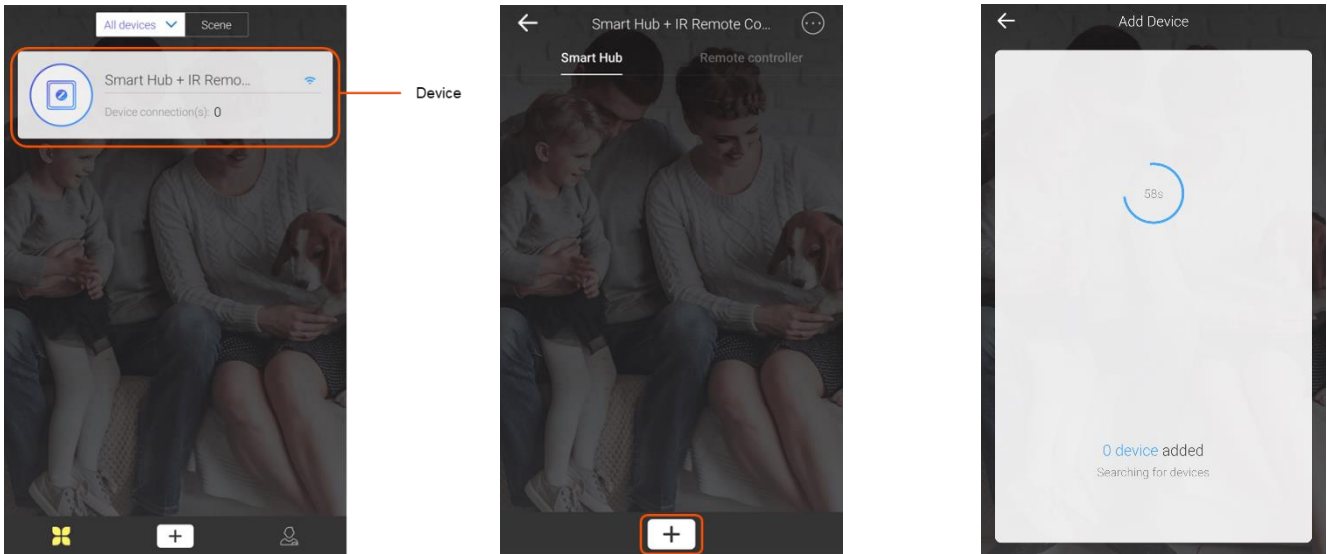 All devices Scene
Smart Hub + IR Remo...
Device connection(s): 0
Device
Smart Hub + IR Remote Co...
Smart Hub Remote controller
Add Device
58s
0 device added
Searching for devices